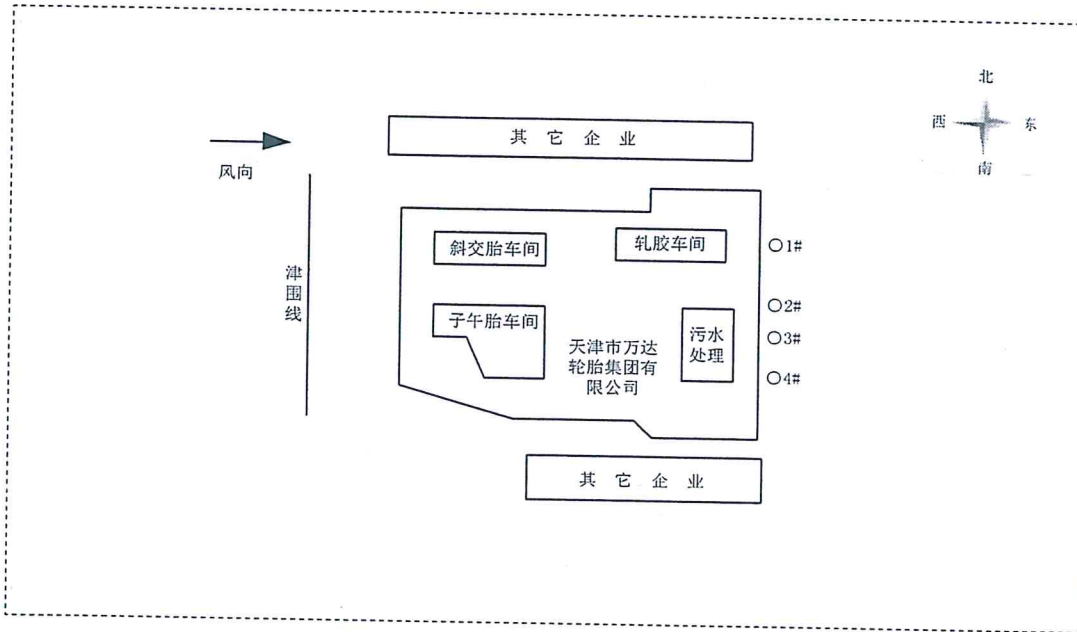 北
西
东
南
风向
其 它 企 业
津
围
线
斜交胎车间
轧胶车间
○1#
子午胎车间
○2#
污水
处理
○3#
○4#
天津市万达
轮胎集团有
限公司
其 它 企 业